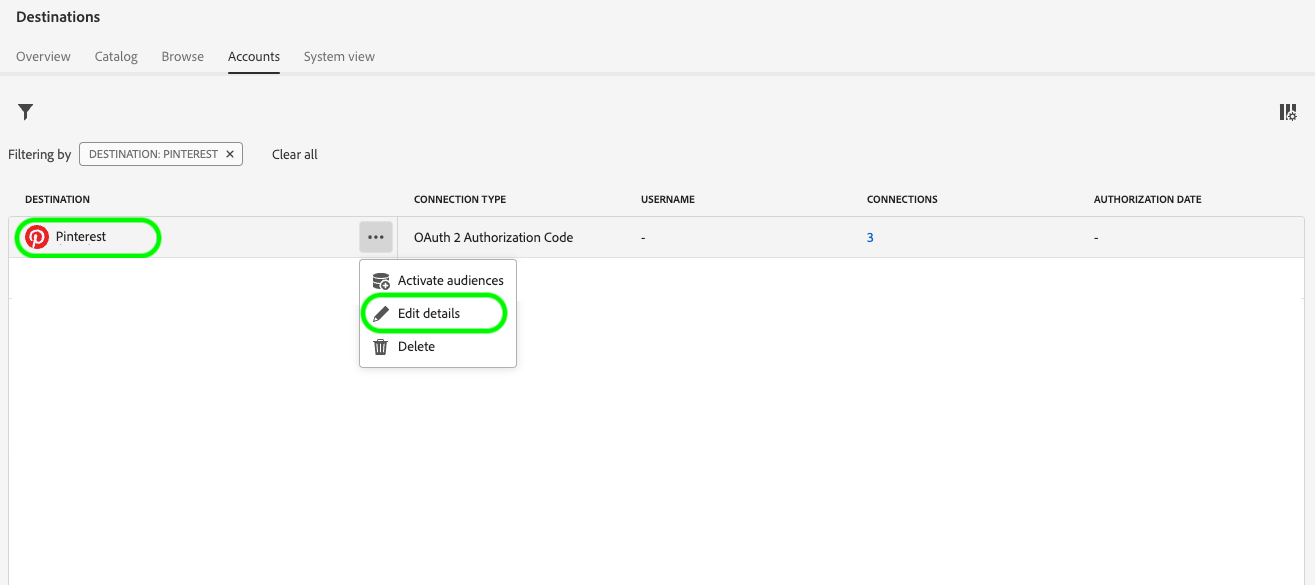 Destinations
Overview Catalog Browse Accounts System view
Filtering by DESTINATION: PINTEREST × Clear all
DESTINATION CONNECTION TYPE USERNAME CONNECTIONS AUTHORIZATION DATE
Pinterest ••• OAuth 2 Authorization Code - 3 -
Activate audiences
Edit details
Delete